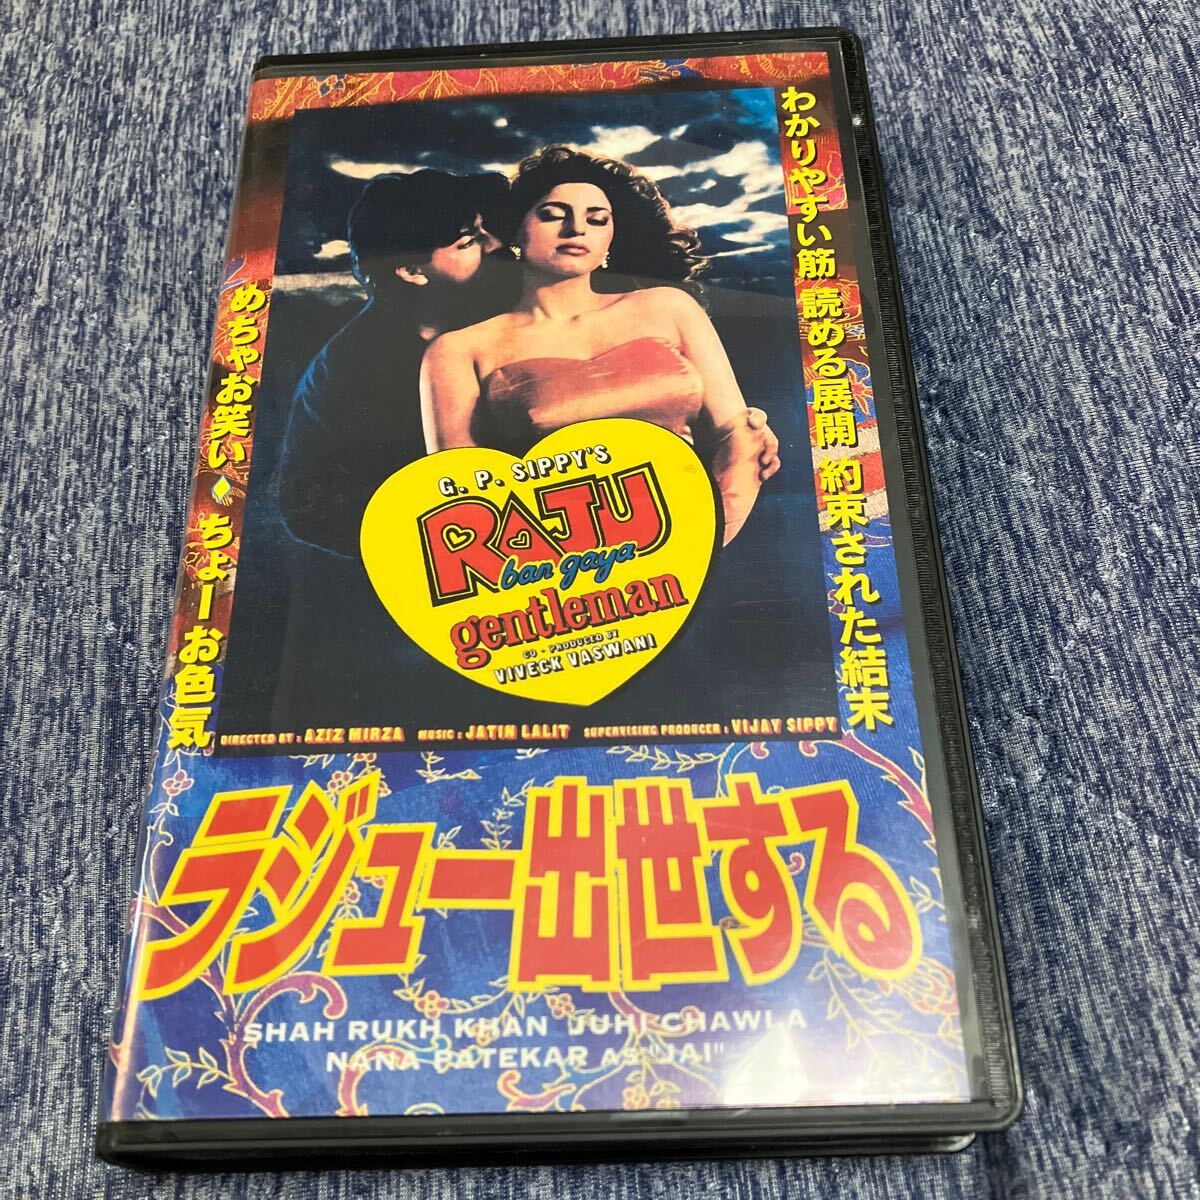 わかりやすい筋 読める展開 約束された結末
めちゃお笑い♦ちょーお色気
G. P. SIPPY'S
RAJU
ban gaya
gentleman
CO - PRODUCED BY
VIVECK VASWANI
DIRECTED BY : AZIZ MIRZA MUSIC : JATIN LALIT SUPERVISING PRODUCER : VIJAY SIPPY
ラジュー出世する
SHAH RUKH KHAN JUHI CHAWLA
NANA PATEKAR AS "JAI"